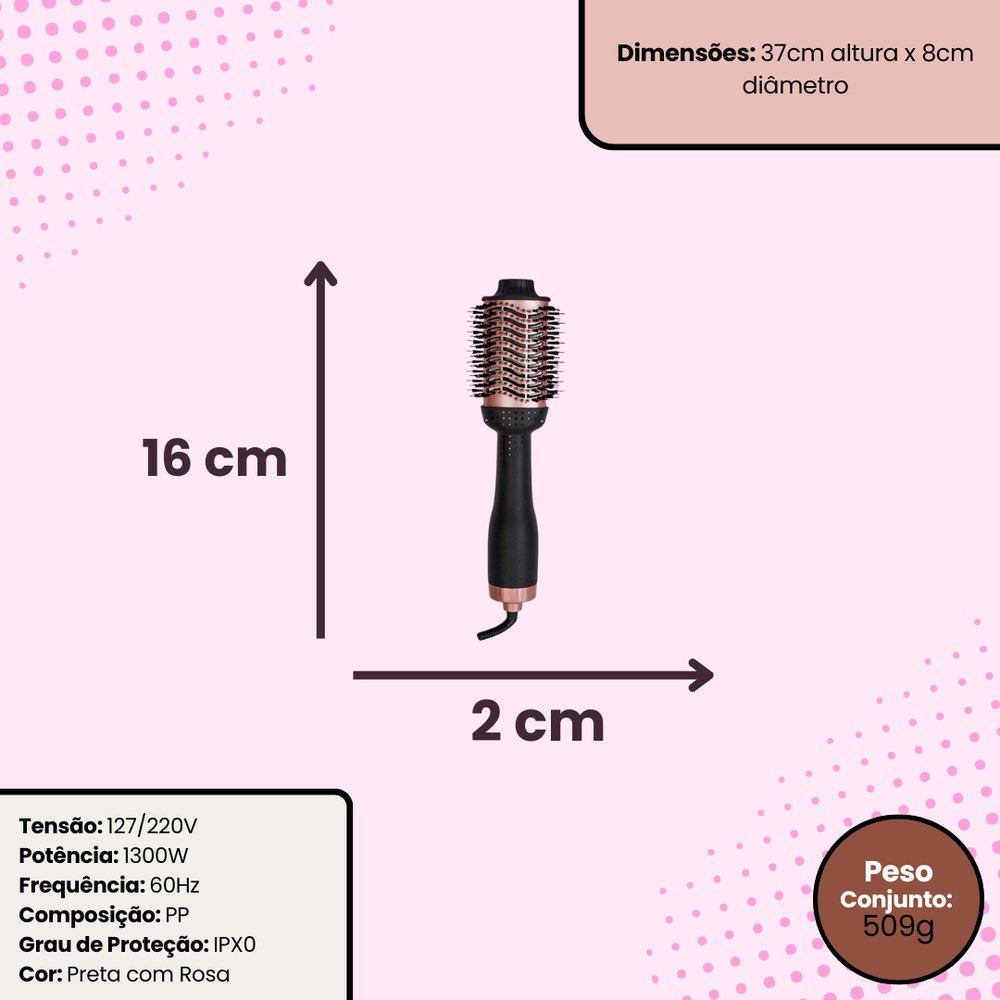 Dimensões: 37cm altura x 8cm
diâmetro
16 cm
2 cm
Tensão: 127/220V
Potência: 1300W
Frequência: 60Hz
Composição: PP
Grau de Proteção: IPX0
Cor: Preta com Rosa
Peso
Conjunto:
509g